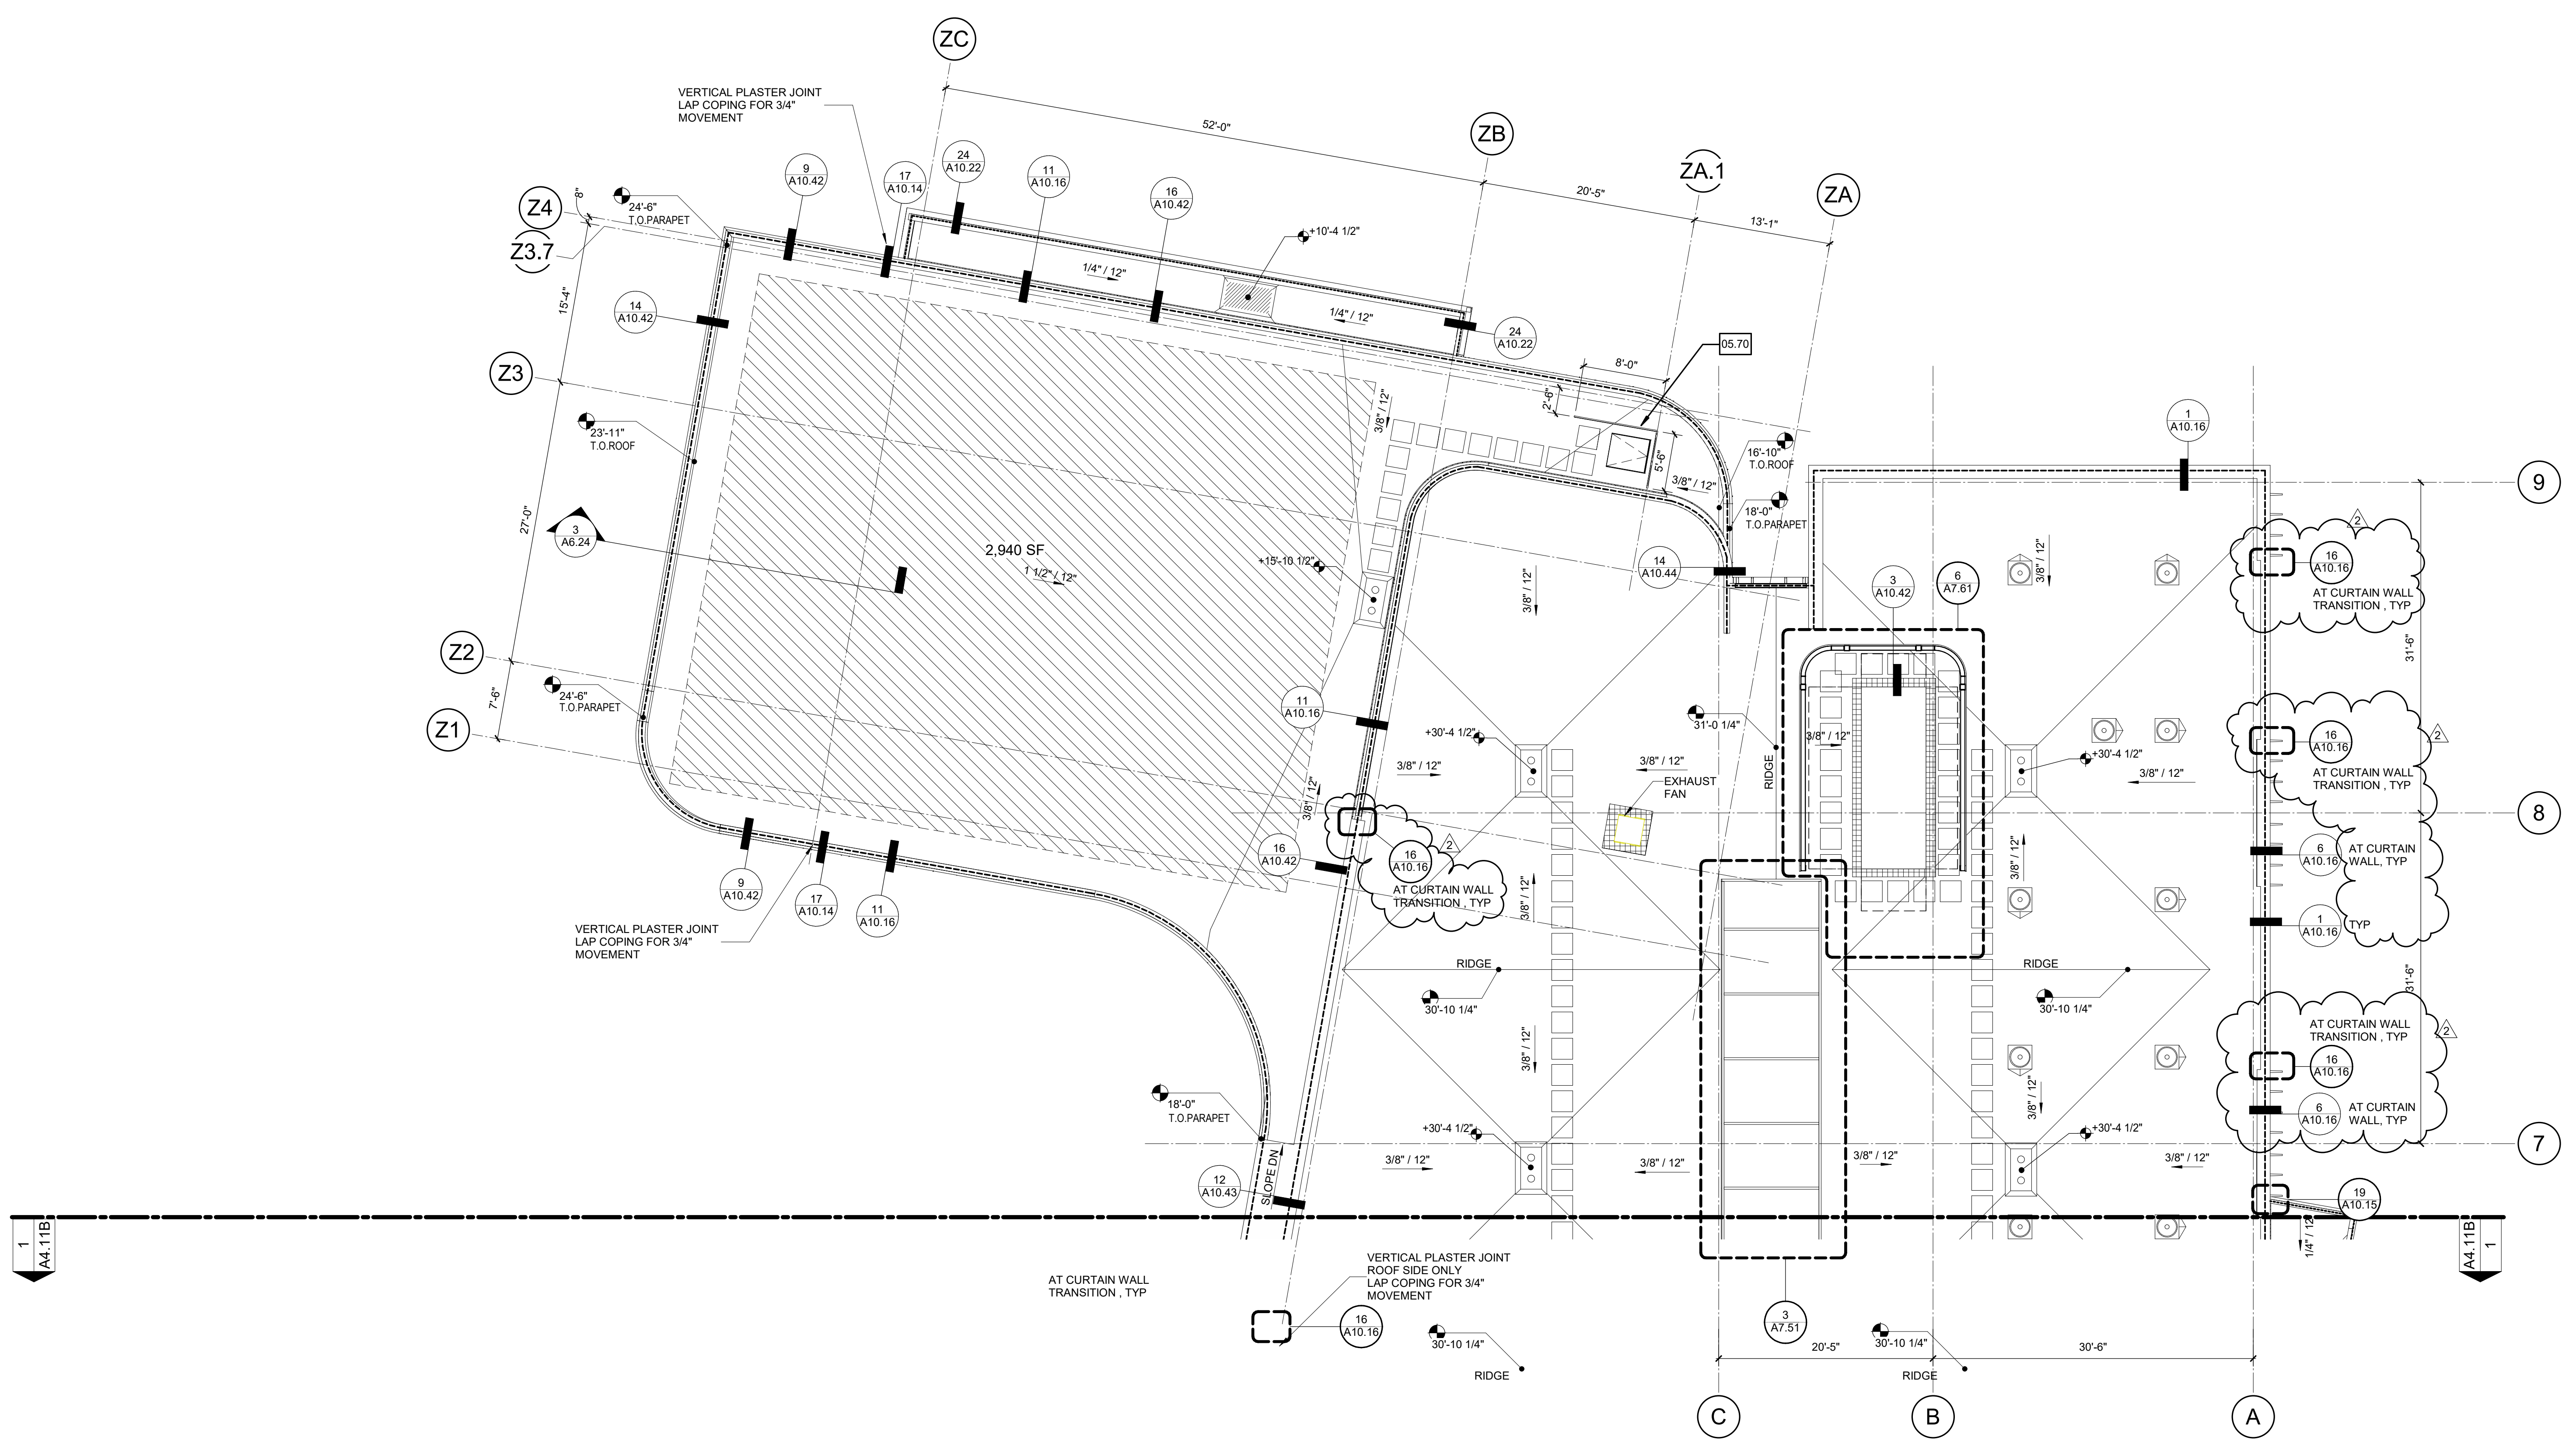 ZC
VERTICAL PLASTER JOINT
LAP COPING FOR 3/4"
MOVEMENT
52'-0"
ZB
20'-5"
ZA.1
13'-1"
ZA
Z4
Z3.7
8"
24'-6"
T.O.PARAPET
9
A10.42
17
A10.14
24
A10.22
11
A10.16
16
A10.42
+10'-4 1/2"
1/4" / 12"
1/4" / 12"
24
A10.22
05.70
15'-4"
14
A10.42
Z3
23'-11"
T.O.ROOF
8'-0"
2'-6"
3/8" / 12"
5'-6"
3/8" / 12"
16'-10"
T.O.ROOF
18'-0"
T.O.PARAPET
1
A10.16
9
27'-0"
3
A6.24
2,940 SF
1 1/2" / 12"
+15'-10 1/2"
3/8" / 12"
14
A10.44
3
A10.42
6
A7.61
3/8" / 12"
2
16
A10.16
AT CURTAIN WALL
TRANSITION , TYP
31'-6"
Z2
24'-6"
T.O.PARAPET
7'-6"
Z1
11
A10.16
+30'-4 1/2"
31'-0 1/4"
3/8" / 12"
3/8" / 12"
3/8" / 12"
EXHAUST
FAN
RIDGE
+30'-4 1/2"
3/8" / 12"
16
A10.16
2
AT CURTAIN WALL
TRANSITION , TYP
8
3/8" / 12"
16
A10.42
16
A10.16
2
AT CURTAIN WALL
TRANSITION , TYP
3/8" / 12"
3/8" / 12"
6
A10.16
AT CURTAIN
WALL, TYP
1
A10.16
TYP
9
A10.42
17
A10.14
11
A10.16
VERTICAL PLASTER JOINT
LAP COPING FOR 3/4"
MOVEMENT
RIDGE
30'-10 1/4"
RIDGE
30'-10 1/4"
31'-6"
3/8" / 12"
3/8" / 12"
AT CURTAIN WALL
TRANSITION , TYP
2
16
A10.16
6
A10.16
AT CURTAIN
WALL, TYP
18'-0"
T.O.PARAPET
+30'-4 1/2"
+30'-4 1/2"
7
3/8" / 12"
3/8" / 12"
3/8" / 12"
3/8" / 12"
12
A10.43
SLOPE DN
19
A10.15
1/4" / 12"
1
A4.11B
A4.11B
1
AT CURTAIN WALL
TRANSITION , TYP
VERTICAL PLASTER JOINT
ROOF SIDE ONLY
LAP COPING FOR 3/4"
MOVEMENT
16
A10.16
30'-10 1/4"
RIDGE
3
A7.51
30'-10 1/4"
RIDGE
20'-5"
30'-6"
C
B
A